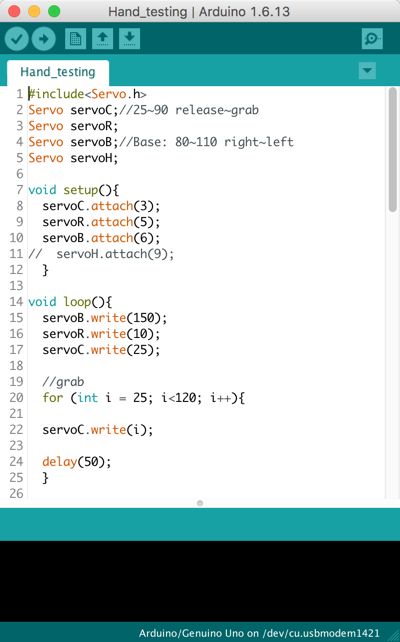 Hand_testing | Arduino 1.6.13
Hand_testing
1 #include<Servo.h>
2 Servo servoC;//25~90 release~grab
3 Servo servoR;
4 Servo servoB;//Base: 80~110 right~left
5 Servo servoH;
6
7 void setup(){
8   servoC.attach(3);
9   servoR.attach(5);
10   servoB.attach(6);
11 //  servoH.attach(9);
12   }
13
14 void loop(){
15   servoB.write(150);
16   servoR.write(10);
17   servoC.write(25);
18
19   //grab
20   for (int i = 25; i<120; i++){
21
22   servoC.write(i);
23
24   delay(50);
25   }
26
Arduino/Genuino Uno on /dev/cu.usbmodem1421